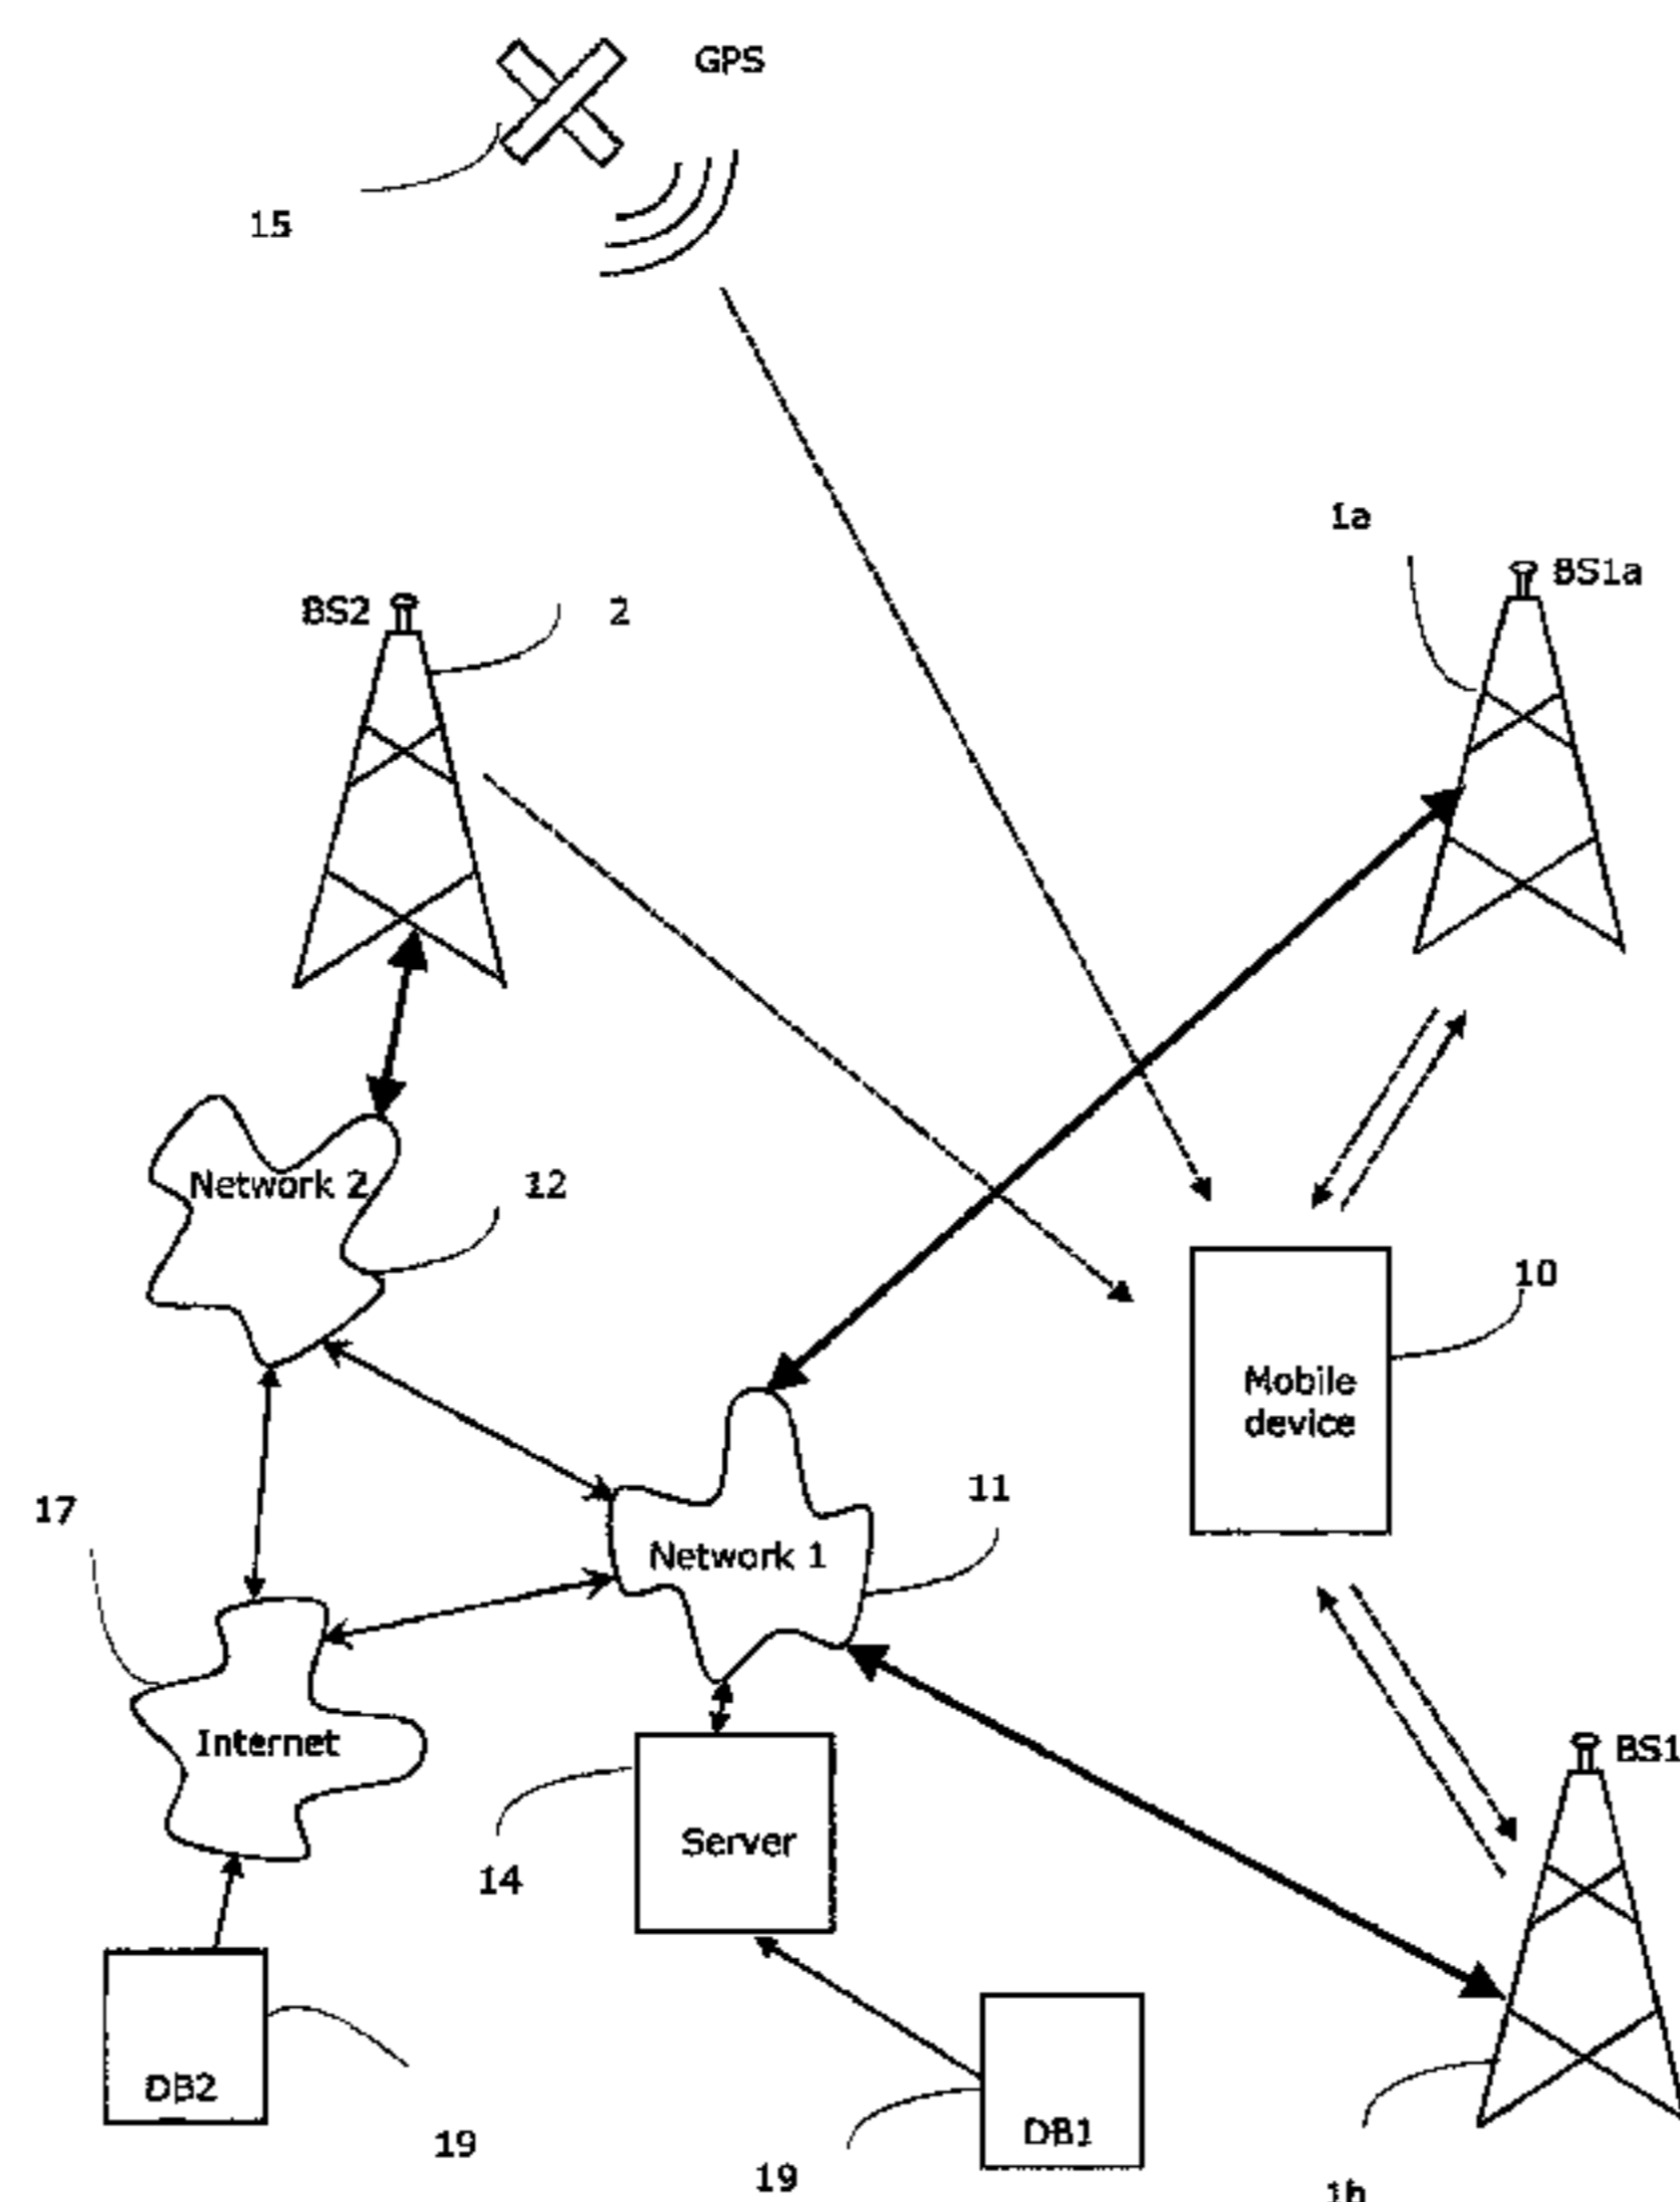 GPS
15
1a
BS1a
BS2
2
Network 2
12
10
Mobile
device
17
11
Network 1
Internet
BS1
Server
14
DB2
DB1
19
19
1b